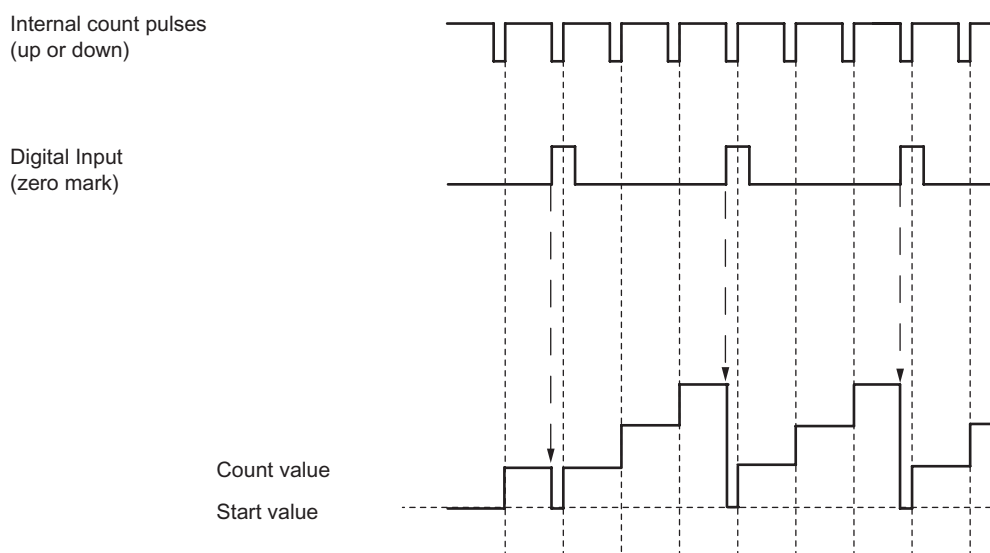 Internal count pulses
(up or down)
Digital Input
(zero mark)
Count value
Start value